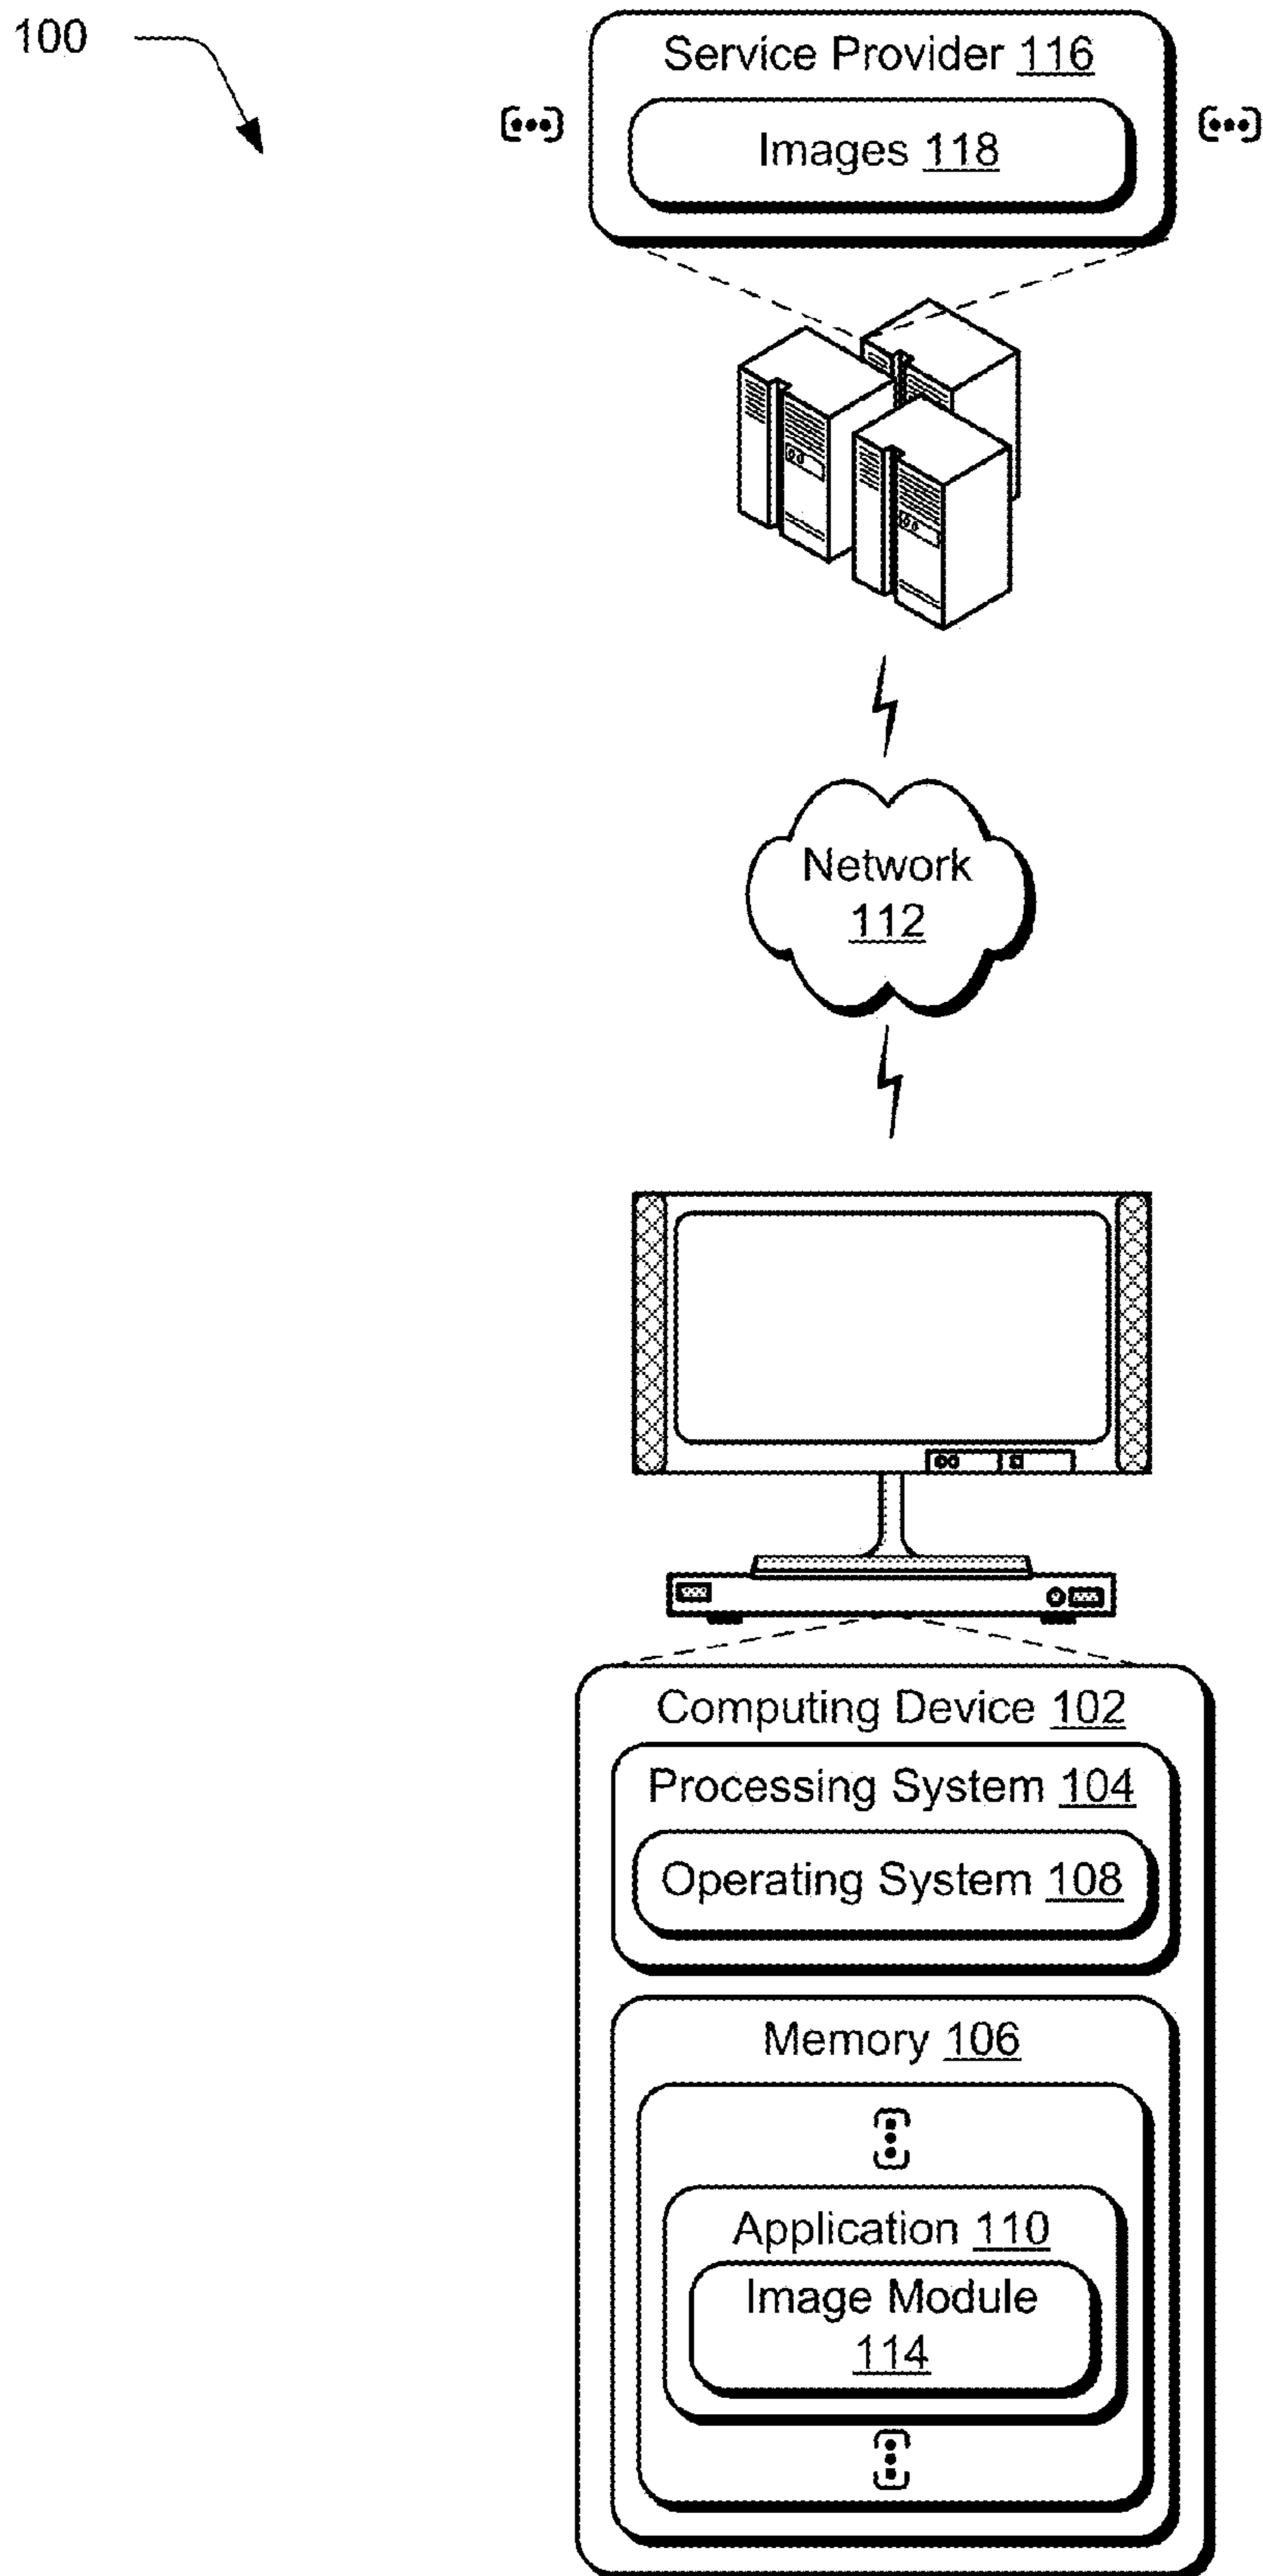 100
Service Provider 116
Images 118
Network
112
Computing Device 102
Processing System 104
Operating System 108
Memory 106
Application 110
Image Module
114